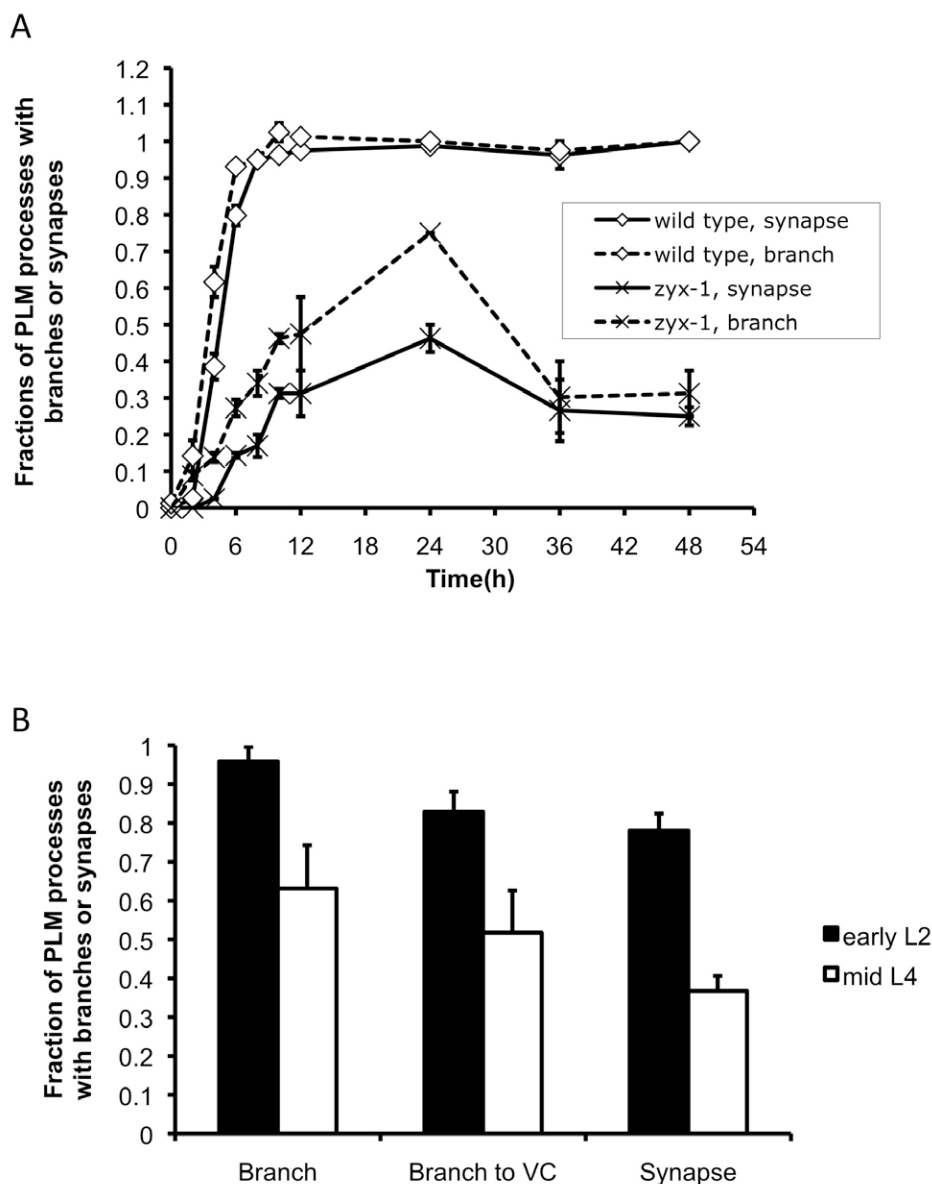 A
Fractions of PLM processes with
branches or synapses
1.2
1.1
1
0.9
0.8
0.7
0.6
0.5
0.4
0.3
0.2
0.1
0
0 6 12 18 24 30 36 42 48 54
Time(h)
wild type, synapse
wild type, branch
zyx-1, synapse
zyx-1, branch
B
Fraction of PLM processes
with branches or synapses
1
0.9
0.8
0.7
0.6
0.5
0.4
0.3
0.2
0.1
0
Branch Branch to VC Synapse
early L2
mid L4